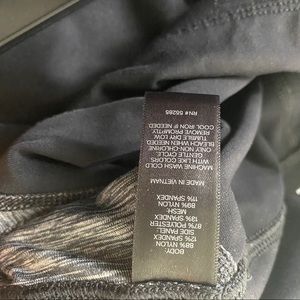 BODY:
88% NYLON
12% SPANDEX
SIDE PANEL:
87% POLYESTER
13% SPANDEX
MESH:
89% NYLON
11% SPANDEX
MADE IN VIETNAM
MACHINE WASH COLD
WITH LIKE COLORS.
GENTLE CYCLE.
ONLY NON-CHLORINE
BLEACH WHEN NEEDED.
TUMBLE DRY LOW.
REMOVE PROMPTLY.
COOL IRON IF NEEDED.
RN# 55285